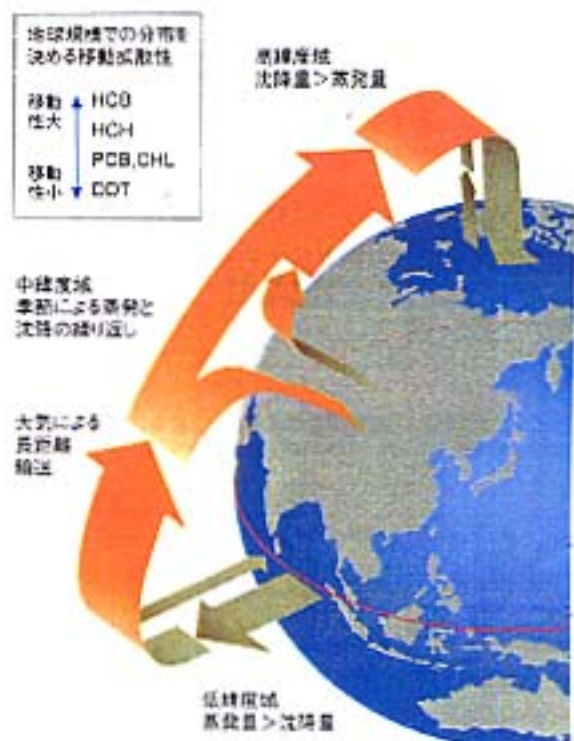 地球規模での分布を
決める移動拡散性
移動
性大
HCB
HCH
PCB,CHL
移動
性小
DDT
高緯度域
沈降量＞蒸発量
中緯度域
季節による蒸発と
沈降の繰り返し
大気による
長距離
輸送
低緯度域
蒸発量＞沈降量